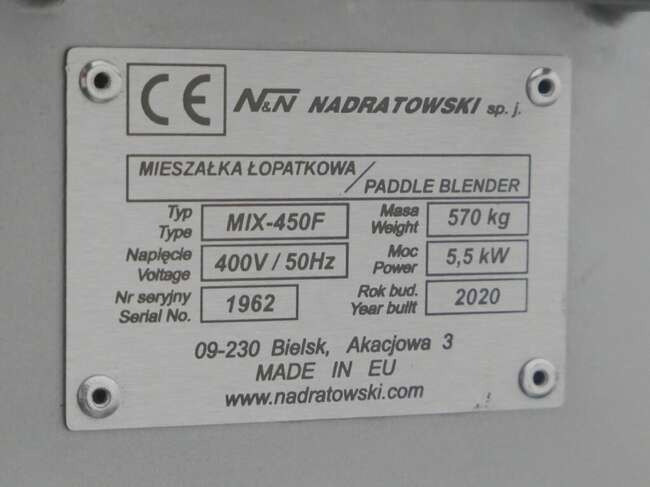 CE N&N NADRATOWSKI sp. j.
MIESZAŁKA ŁOPATKOWA / PADDLE BLENDER
Typ
Type
MIX-450F
Masa
Weight
570 kg
Napięcie
Voltage
400V / 50Hz
Moc
Power
5,5 kW
Nr seryjny
Serial No.
1962
Rok bud.
Year built
2020
09-230 Bielsk, Akacjowa 3
MADE IN EU
www.nadratowski.com